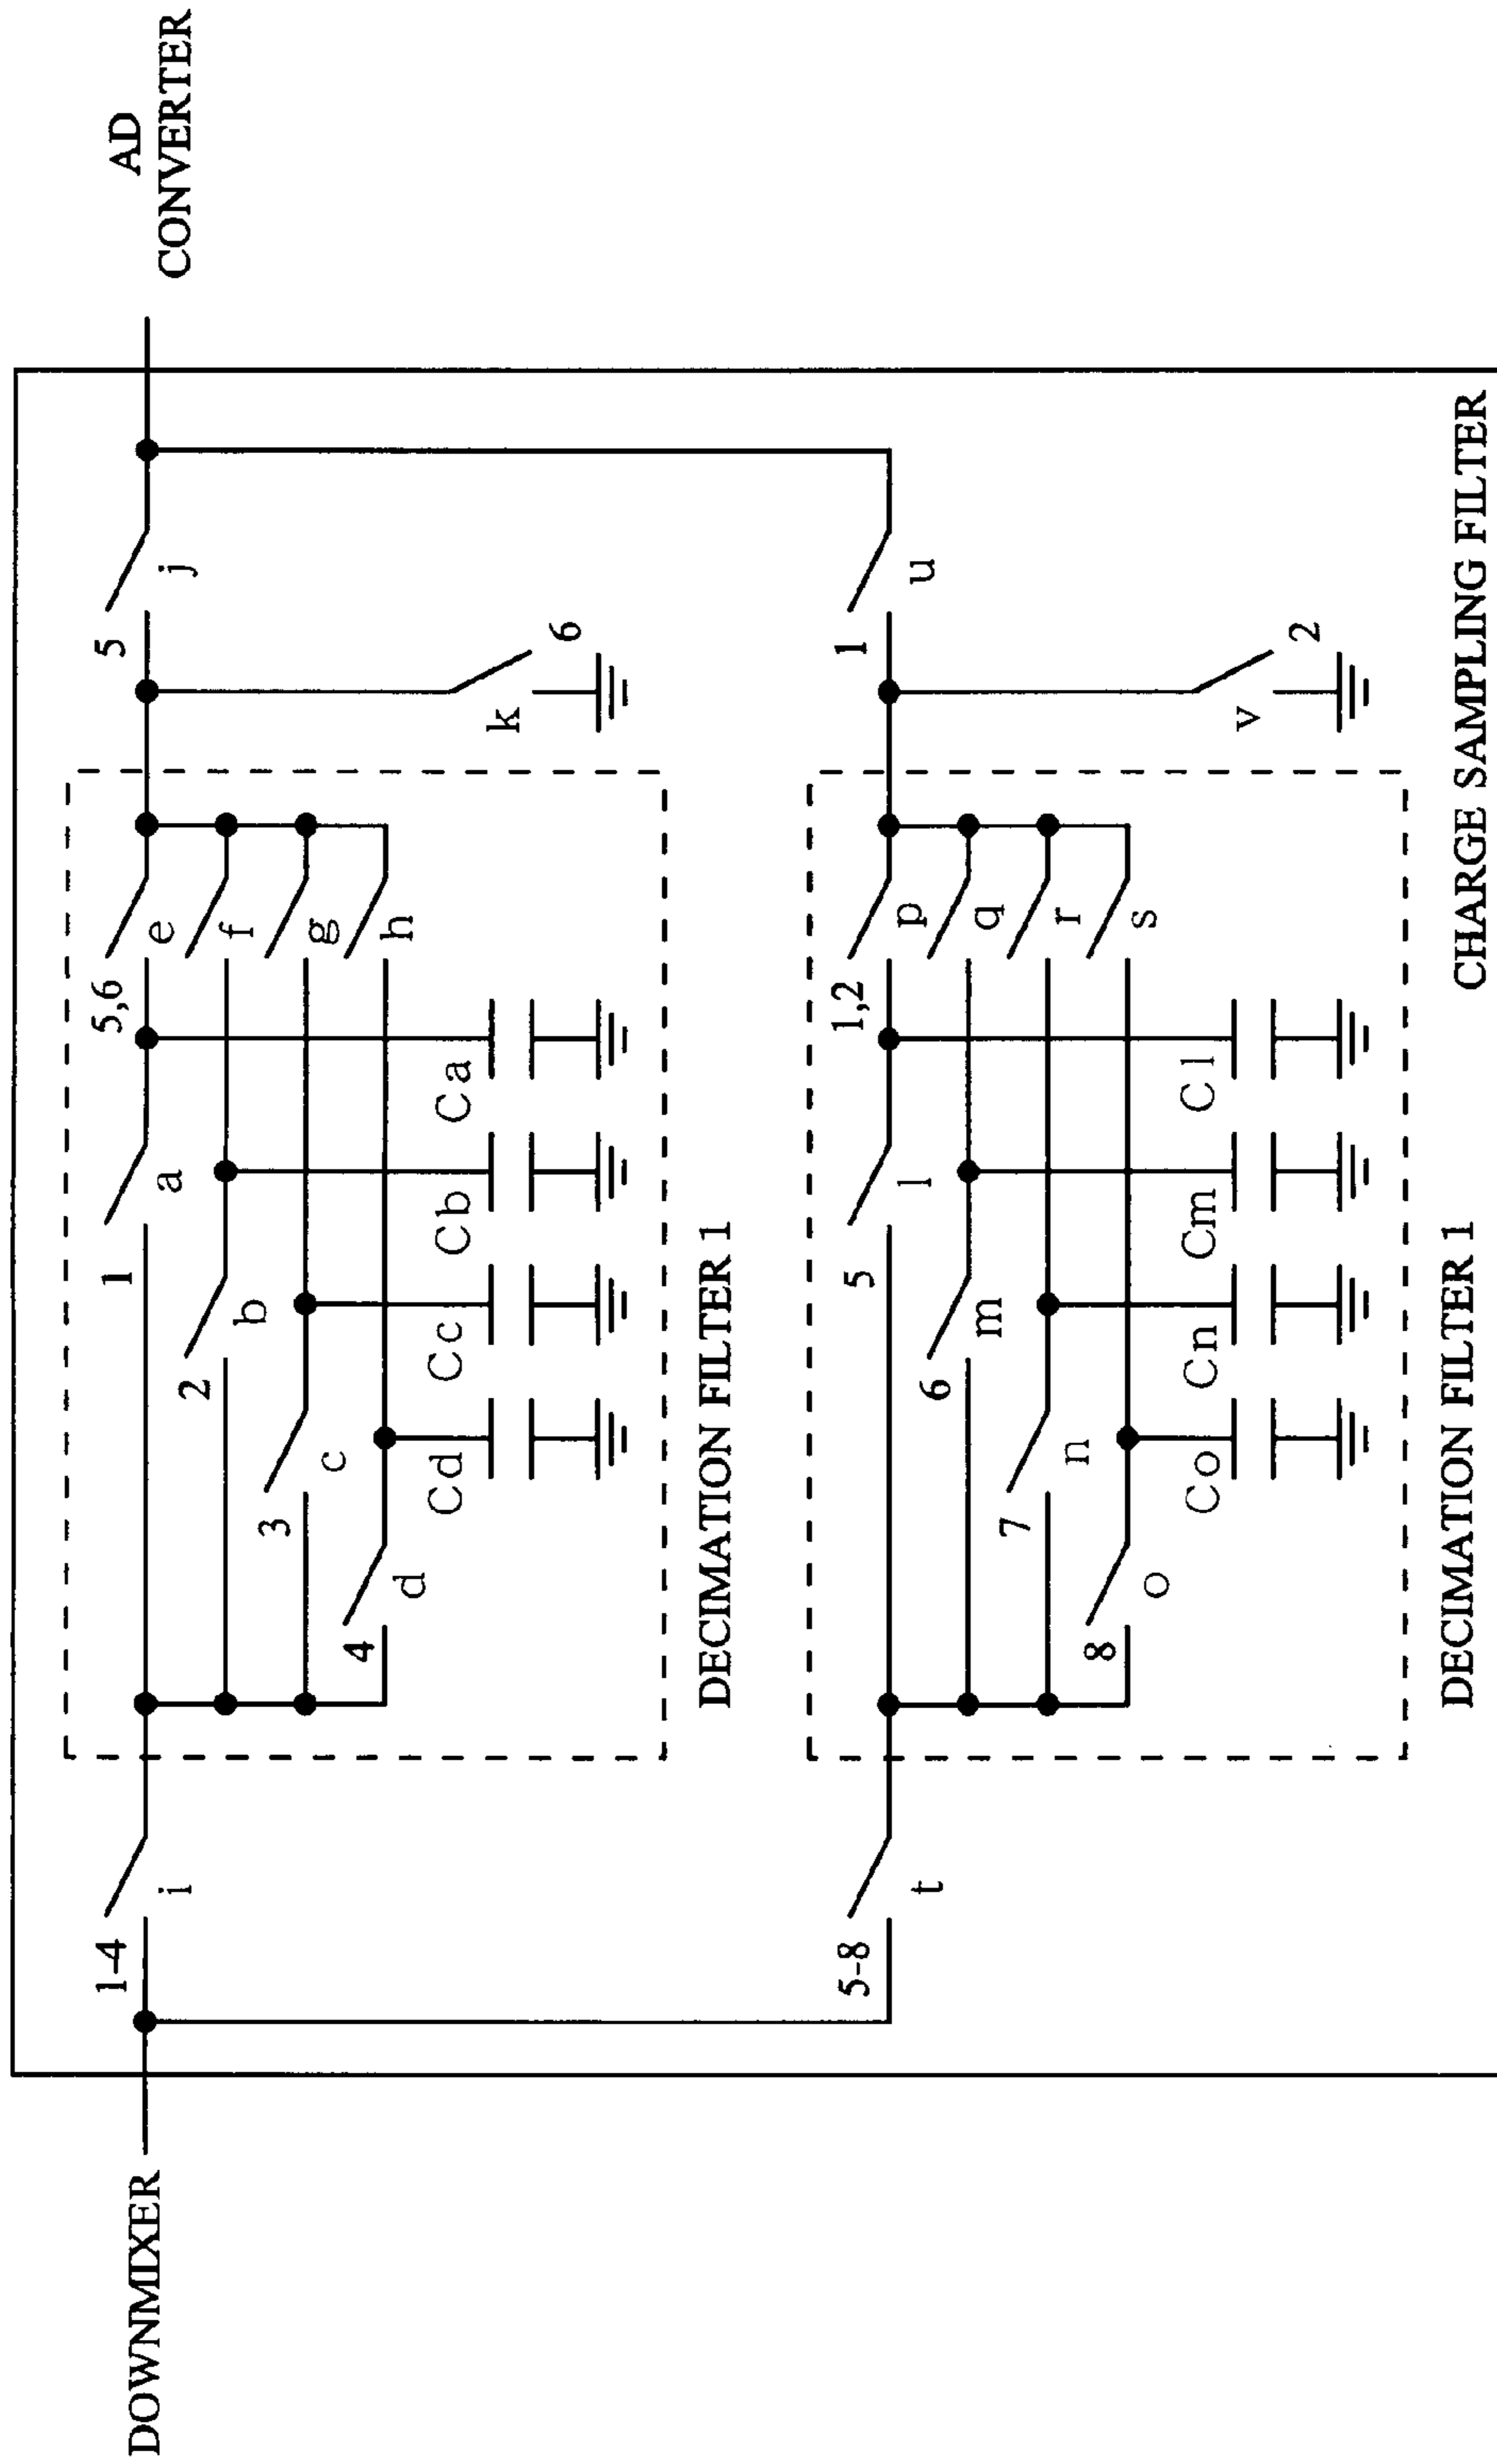 DOWNMIXER
AD
CONVERTER
1-4
i
1
a
5,6
e
5
j
2
b
f
3
c
g
4
d
h
k
6
Cd
Cc
Cb
Ca
DECIMATION FILTER 1
5-8
t
5
l
1,2
p
1
u
6
m
q
7
n
r
8
o
s
v
2
Co
Cn
Cm
Cl
DECIMATION FILTER 1
CHARGE SAMPLING FILTER